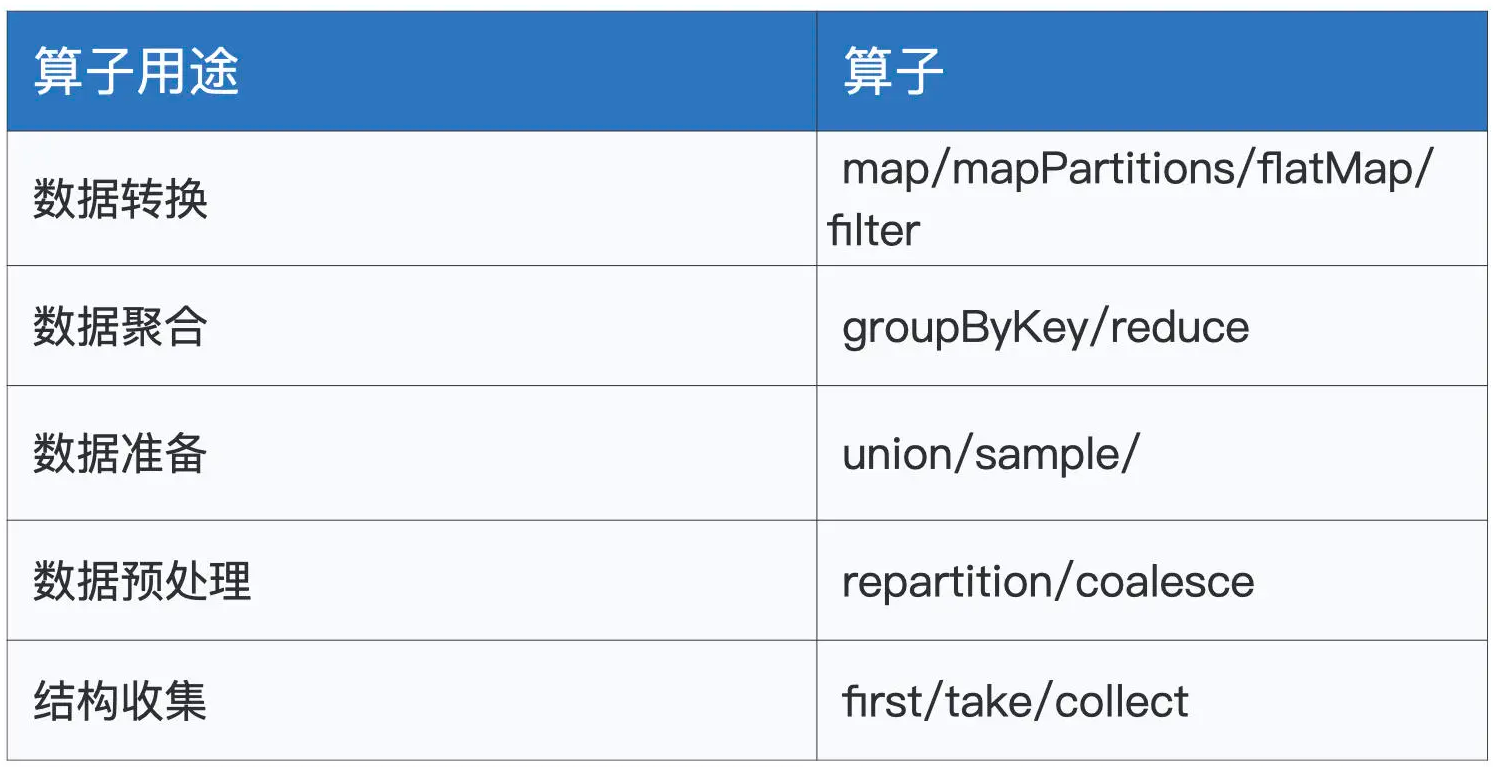 算子用途
算子
数据转换
map/mapPartitions/flatMap/
filter
数据聚合
groupByKey/reduce
数据准备
union/sample/
数据预处理
repartition/coalesce
结构收集
first/take/collect